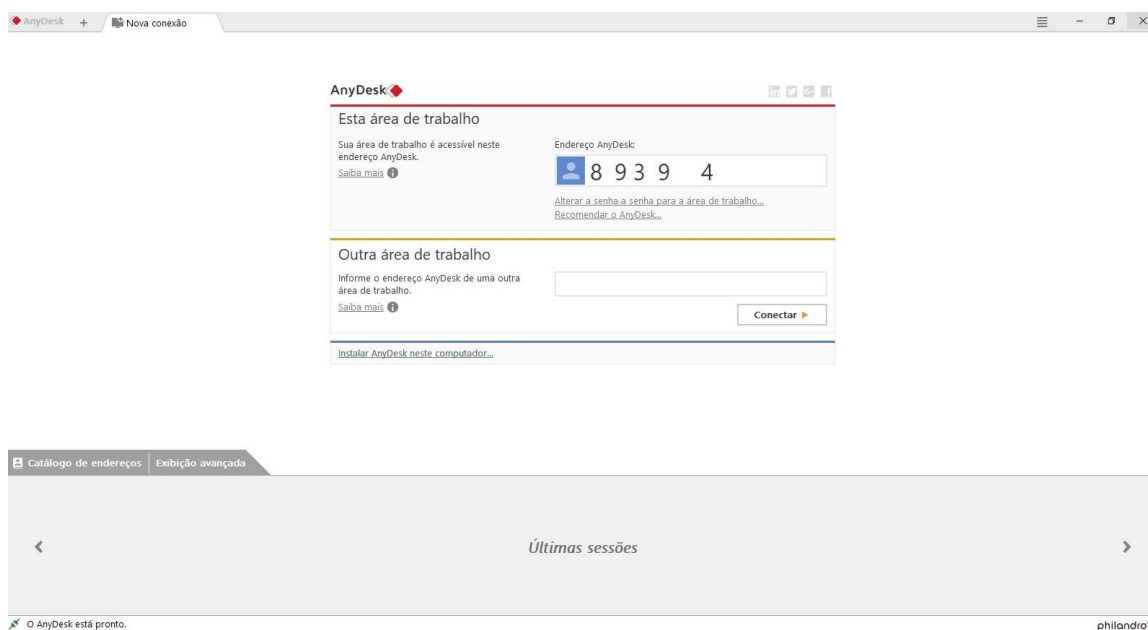 AnyDesk + Nova conexão
AnyDesk
Esta área de trabalho
Sua área de trabalho é acessível neste
endereço AnyDesk.
Saiba mais
Endereço AnyDesk:
8 9 3 9 4
Alterar a senha a senha para a área de trabalho...
Recomendar o AnyDesk...
Outra área de trabalho
Informe o endereço AnyDesk de uma outra
área de trabalho.
Saiba mais
Conectar
Instalar AnyDesk neste computador...
Catálogo de endereços Exibição avançada
Últimas sessões
O AnyDesk está pronto.
philandro